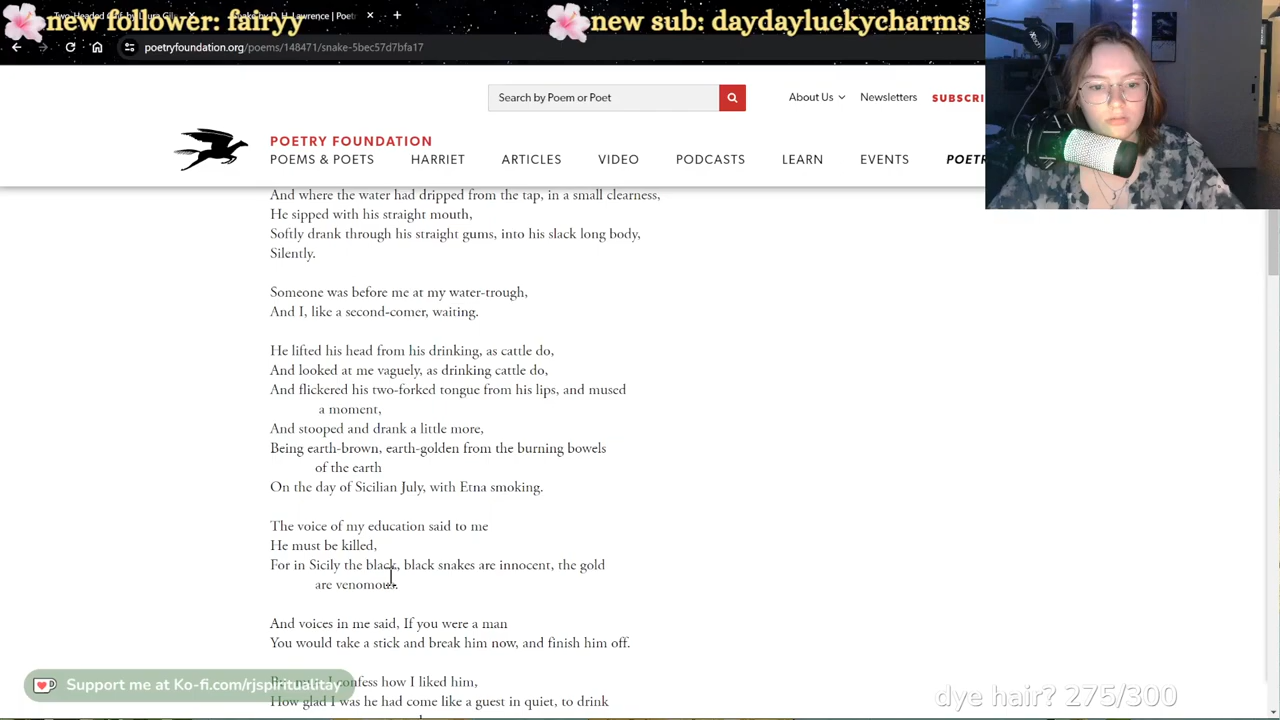 new follower: fairyy
new sub: daydayluckycharms
Lawrence | Poetr
poetryfoundation.org/poems/148471/snake-5bec57d7bfa17
Search by Poem or Poet
About Us
Newsletters
SUBSCRI
POETRY FOUNDATION
POEMS & POETS
HARRIET
ARTICLES
VIDEO
PODCASTS
LEARN
EVENTS
POETR
And where the water had dripped from the tap, in a small clearness,
He sipped with his straight mouth,
Softly drank through his straight gums, into his slack long body,
Silently.
Someone was before me at my water-trough,
And I, like a second-comer, waiting.
He lifted his head from his drinking, as cattle do,
And looked at me vaguely, as drinking cattle do,
And flickered his two-forked tongue from his lips, and mused
a moment,
And stooped and drank a little more,
Being earth-brown, earth-golden from the burning bowels
of the earth
On the day of Sicilian July, with Etna smoking.
The voice of my education said to me
He must be killed,
For in Sicily the black, black snakes are innocent, the gold
are venomous.
And voices in me said, If you were a man
You would take a stick and break him now, and finish him off.
confess how I liked him,
How glad I was he had come like a guest in quiet, to drink
Support me at Ko-fi.com/rjspiritualitay
dye hair? 275/300